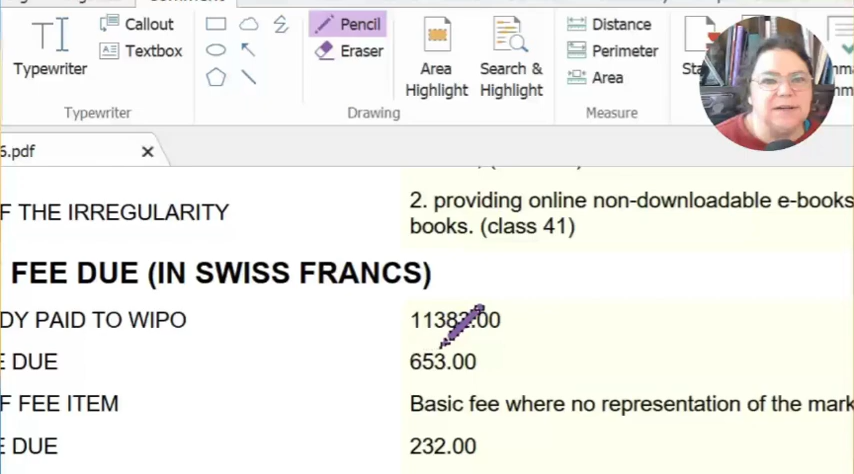 Callout
Typewriter
Textbox
Typewriter
Pencil
Eraser
Drawing
Area Highlight
Search & Highlight
Distance
Perimeter
Area
Measure
6.pdf
F THE IRREGULARITY
2. providing online non-downloadable e-books
books. (class 41)
FEE DUE (IN SWISS FRANCS)
DY PAID TO WIPO
E DUE
653.00
F FEE ITEM
Basic fee where no representation of the mark
E DUE
232.00